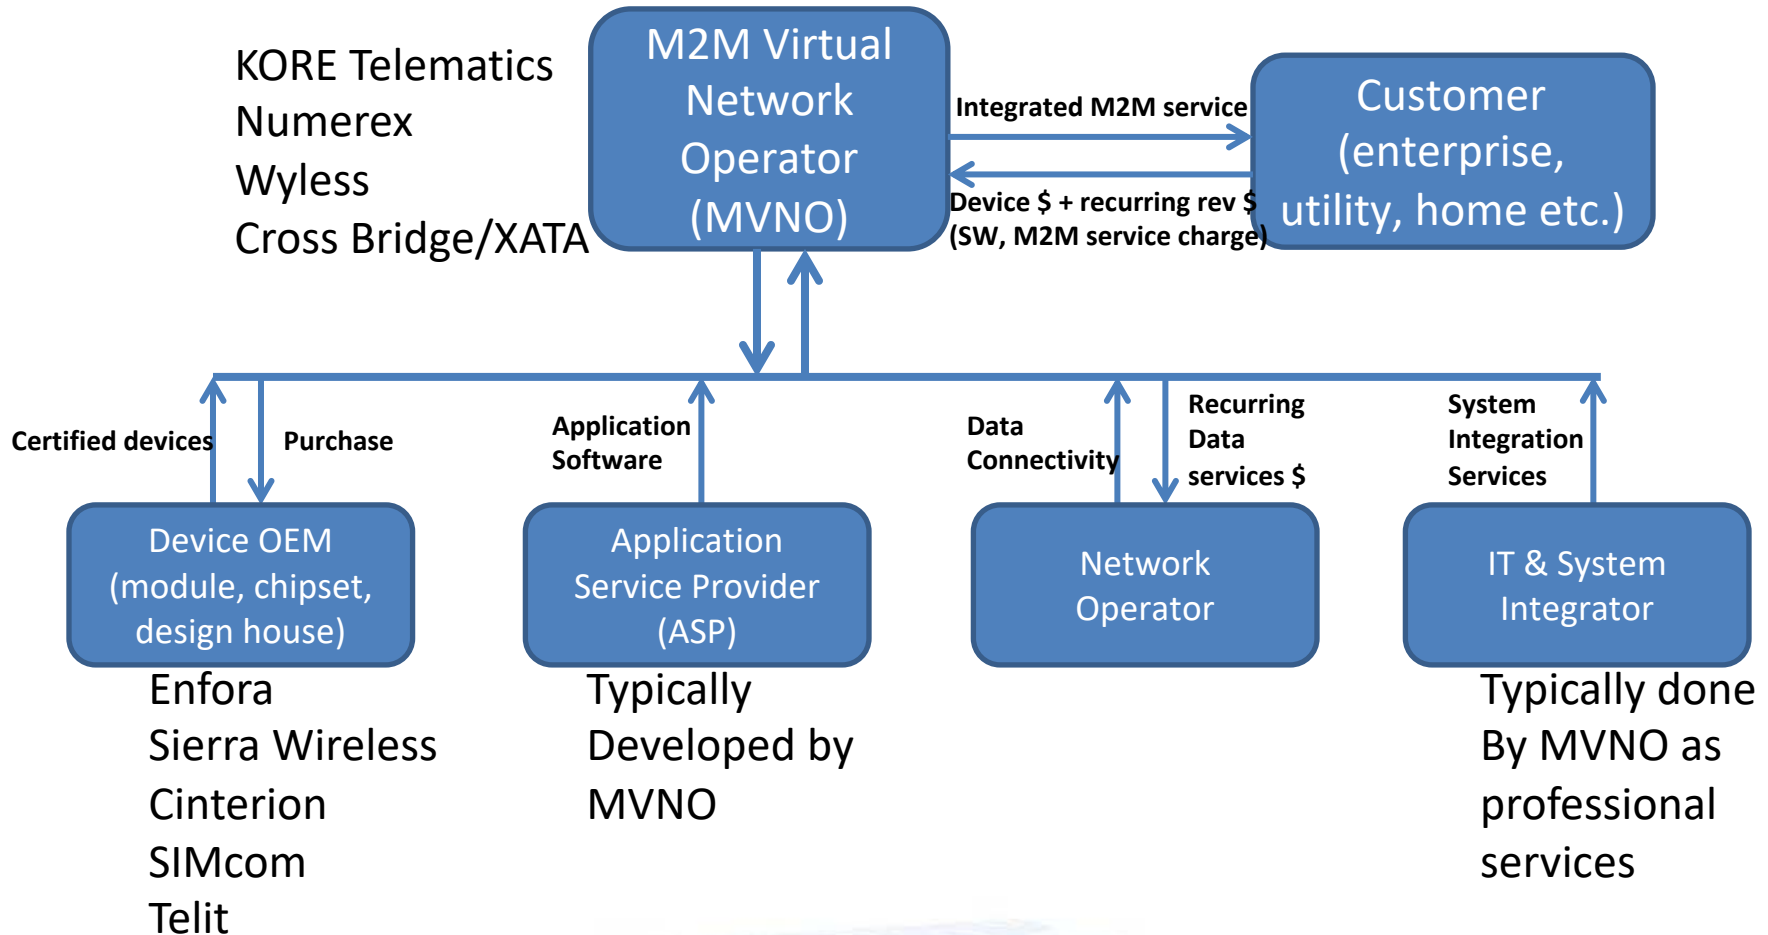 KORE Telematics
Numerex
Wyless
Cross Bridge/XATA
M2M Virtual
Network
Operator
(MVNO)
Integrated M2M service
Device $ + recurring rev $
(SW, M2M service charge)
Customer
(enterprise,
utility, home etc.)
Certified devices
Purchase
Application
Software
Data
Connectivity
Recurring
Data
services $
System
Integration
Services
Device OEM
(module, chipset,
design house)
Application
Service Provider
(ASP)
Network
Operator
IT & System
Integrator
Enfora
Sierra Wireless
Cinterion
SIMcom
Telit
Typically
Developed by
MVNO
Typically done
By MVNO as
professional
services